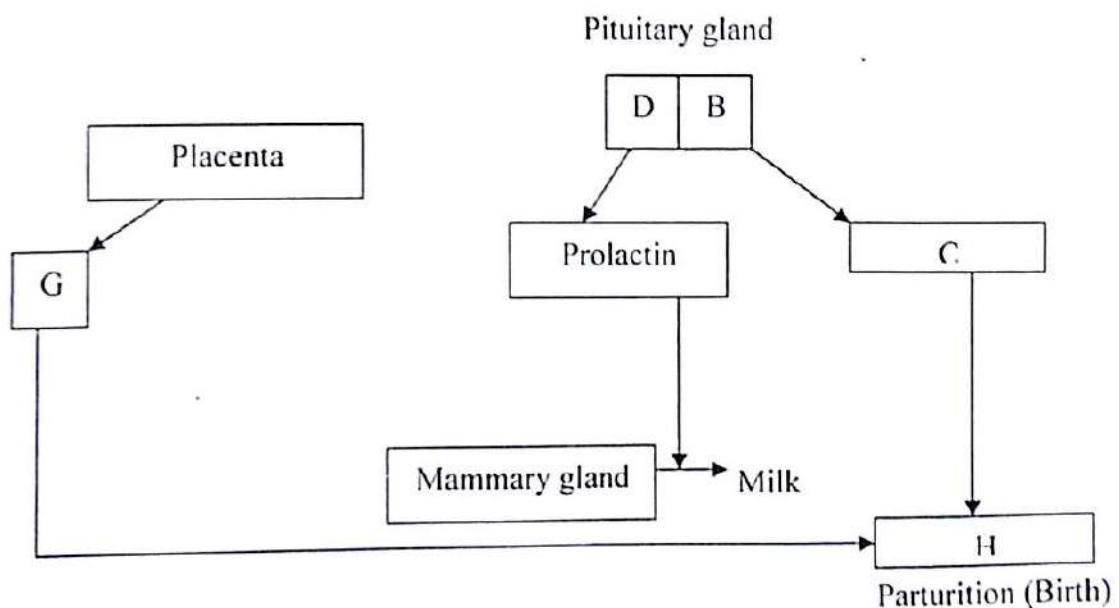 Pituitary gland
D B
Placenta
Prolactin
C
G
Mammary gland
Milk
H
Parturition (Birth)